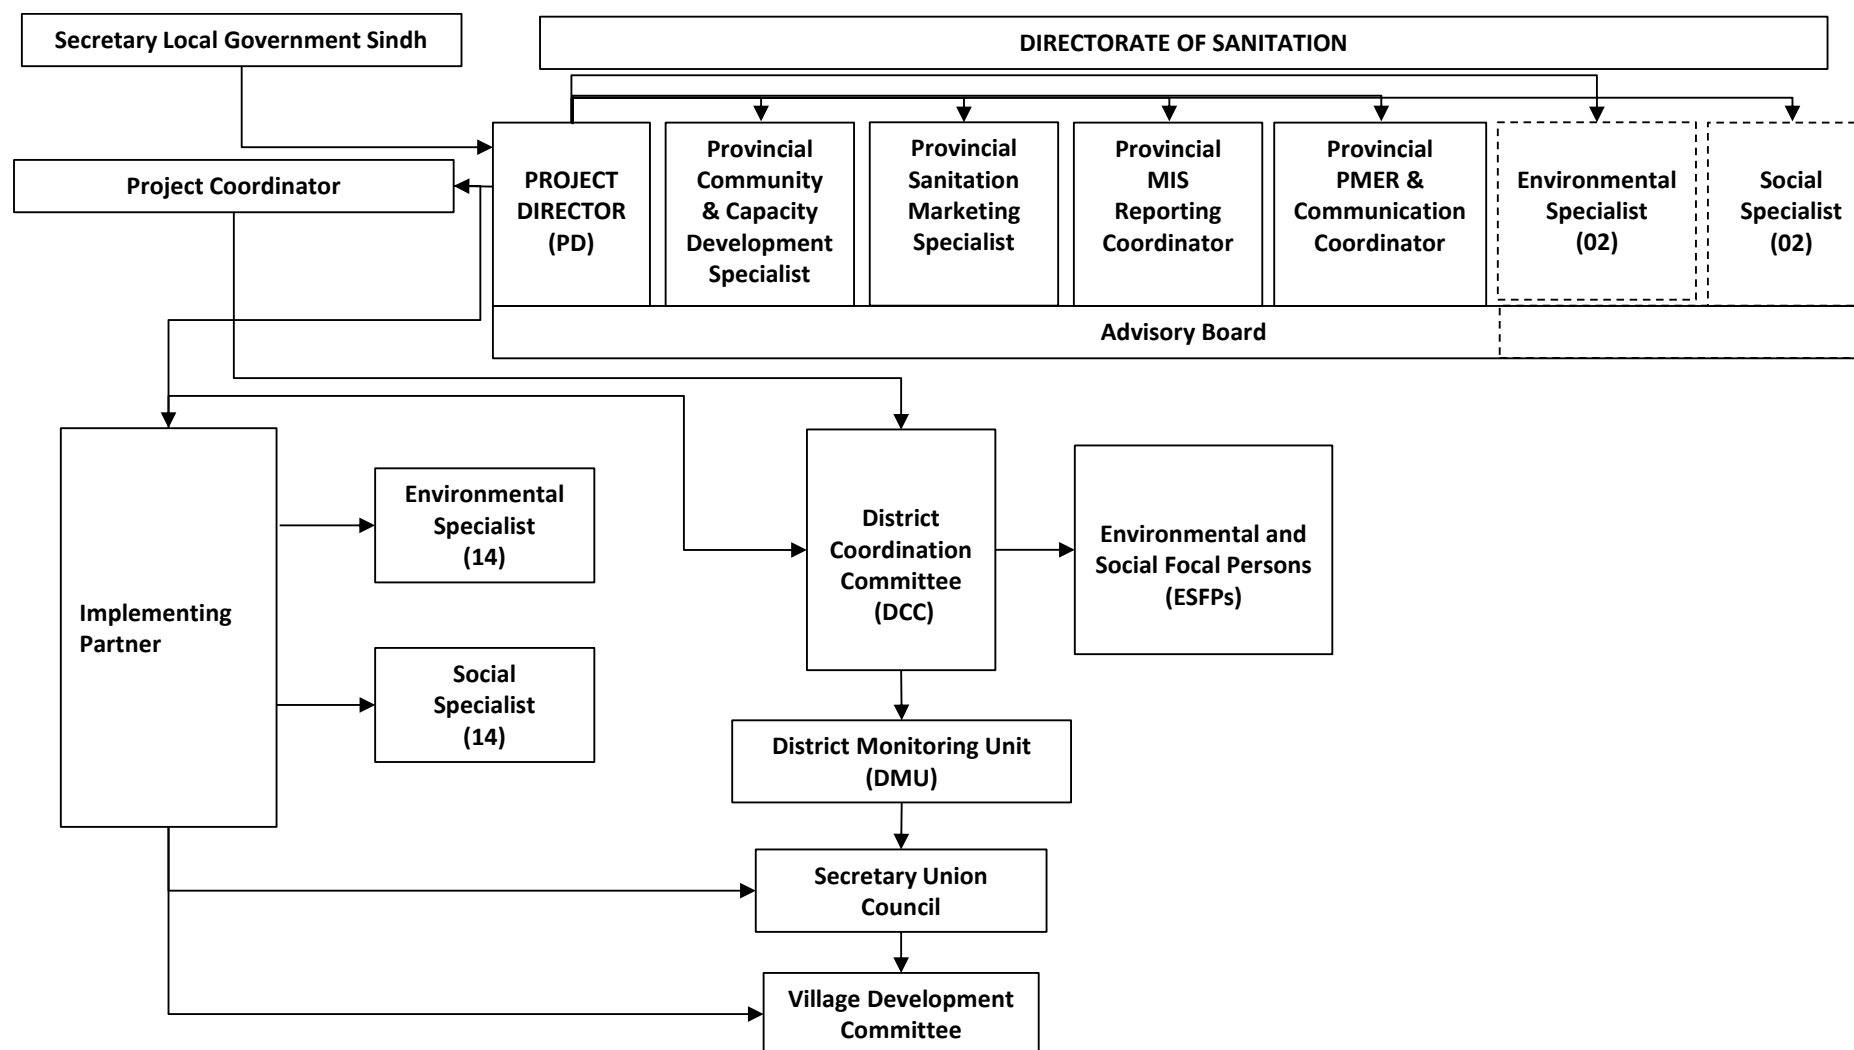 Secretary Local Government Sindh
DIRECTORATE OF SANITATION
Project Coordinator
PROJECT
DIRECTOR
(PD)
Provincial
Community
& Capacity
Development
Specialist
Provincial
Sanitation
Marketing
Specialist
Provincial
MIS
Reporting
Coordinator
Provincial
PMER &
Communication
Coordinator
Environmental
Specialist
(02)
Social
Specialist
(02)
Advisory Board
Implementing
Partner
Environmental
Specialist
(14)
Social
Specialist
(14)
District
Coordination
Committee
(DCC)
Environmental and
Social Focal Persons
(ESFPs)
District Monitoring Unit
(DMU)
Secretary Union
Council
Village Development
Committee